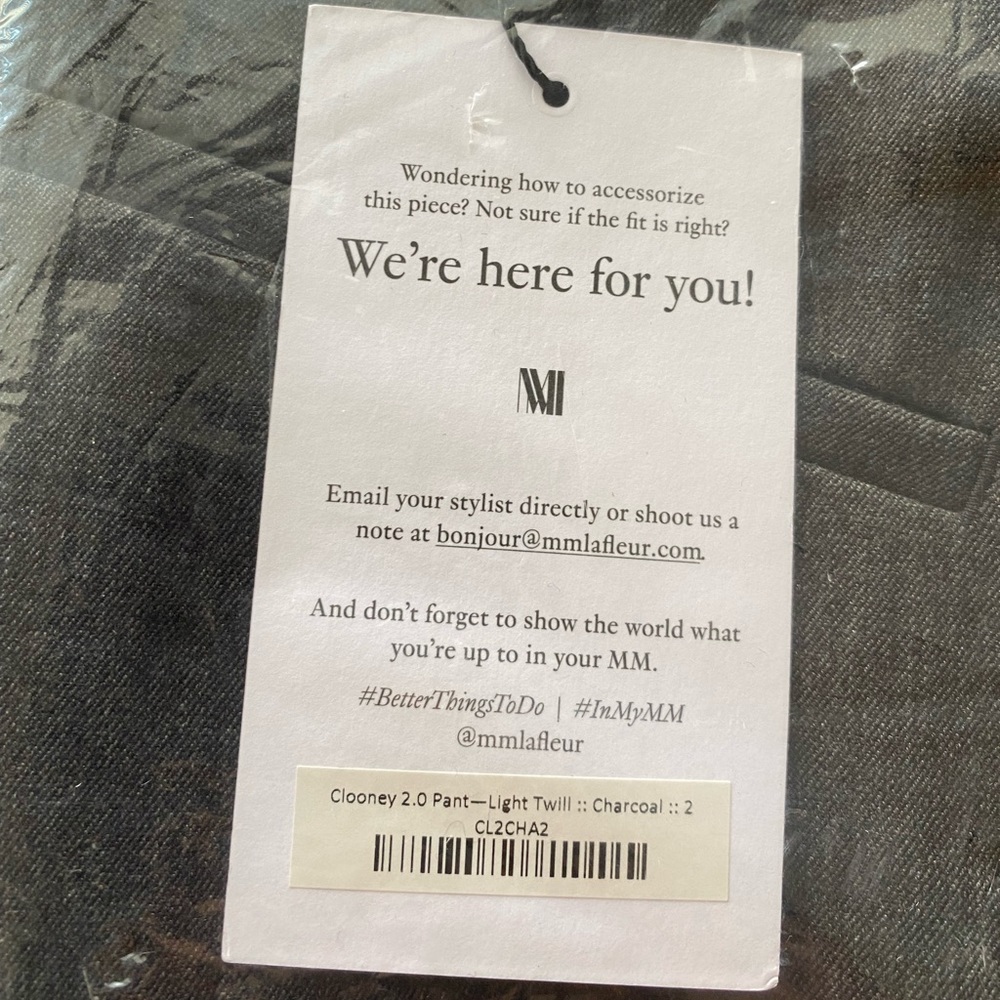 Wondering how to accessorize
this piece? Not sure if the fit is right?
We're here for you!
MM
Email your stylist directly or shoot us a
note at bonjour@mmlafleur.com.
And don't forget to show the world what
you're up to in your MM.
#BetterThingsToDo | #InMyMM
@mmlafleur
Clooney 2.0 Pant—Light Twill :: Charcoal :: 2
CL2CHA2